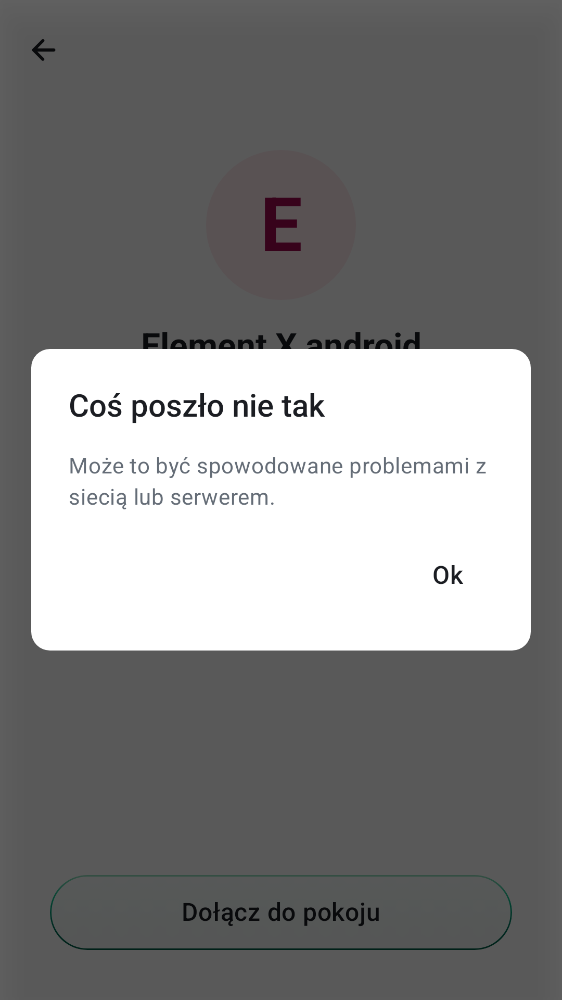 E
Element X android
Coś poszło nie tak
Może to być spowodowane problemami z
siecią lub serwerem.
Ok
Dołącz do pokoju